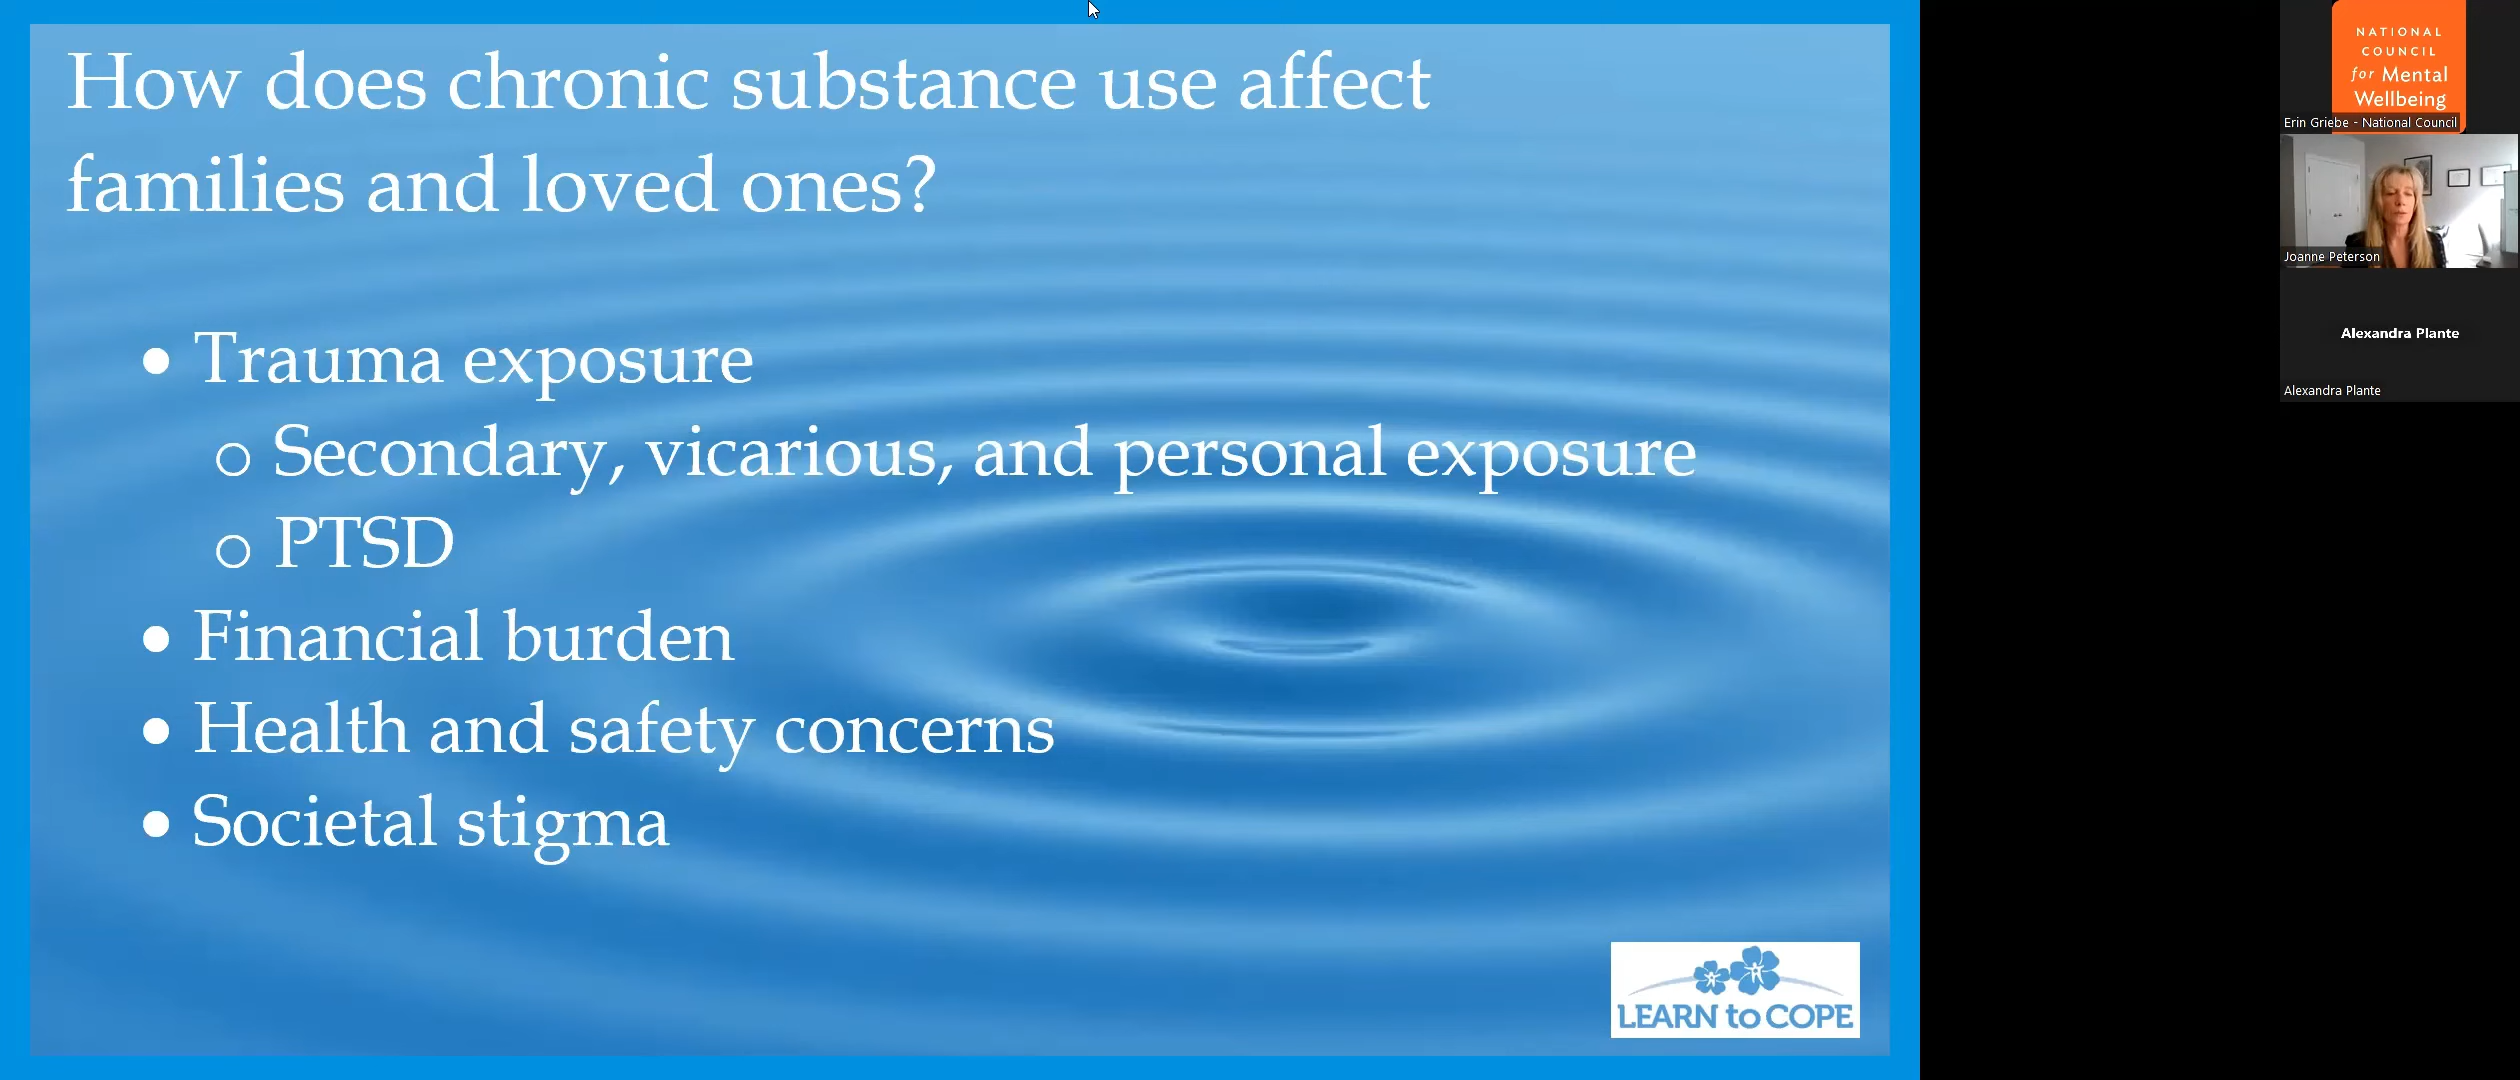 How does chronic substance use affect
families and loved ones?
• Trauma exposure
o Secondary, vicarious, and personal exposure
o PTSD
• Financial burden
• Health and safety concerns
• Societal stigma
LEARN to COPE
NATIONAL
COUNCIL
for Mental
Wellbeing
Erin Griebe - National Council
Joanne Peterson
Alexandra Plante
Alexandra Plante